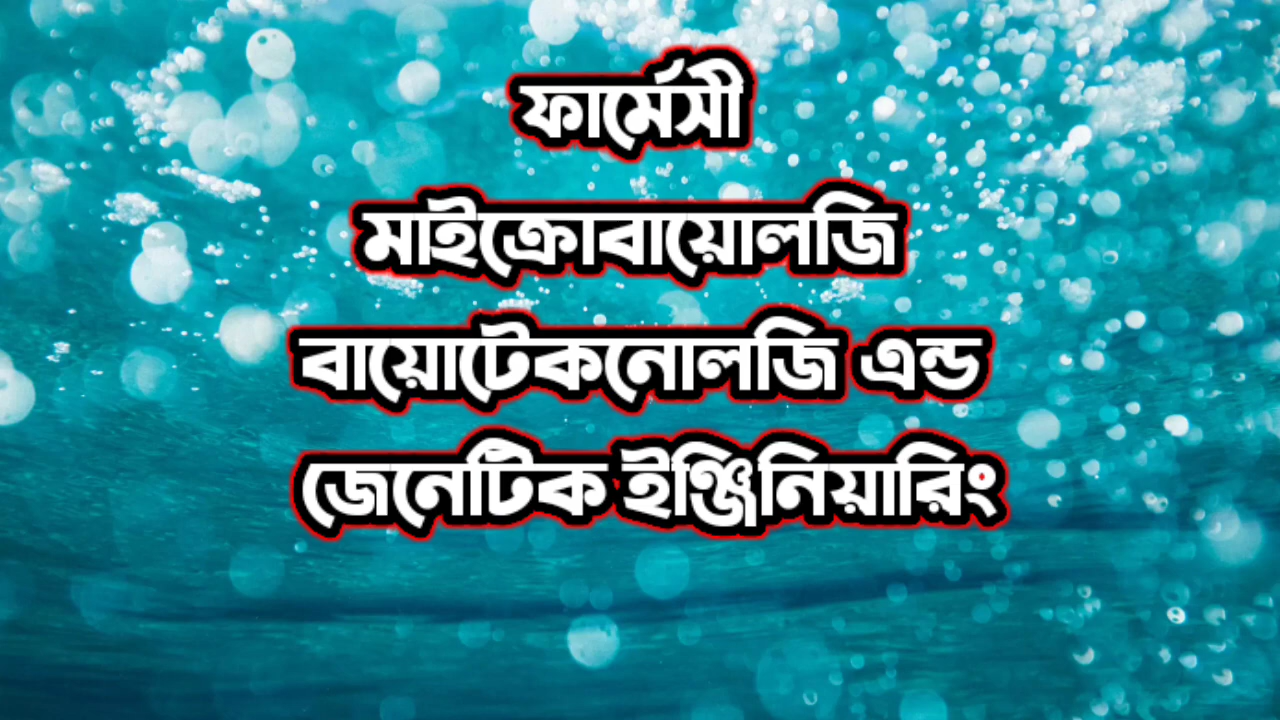 ফার্মেসী
মাইক্রোবায়োলজি
বায়োটেকনোলজি এন্ড
জেনেটিক ইঞ্জিনিয়ারিং